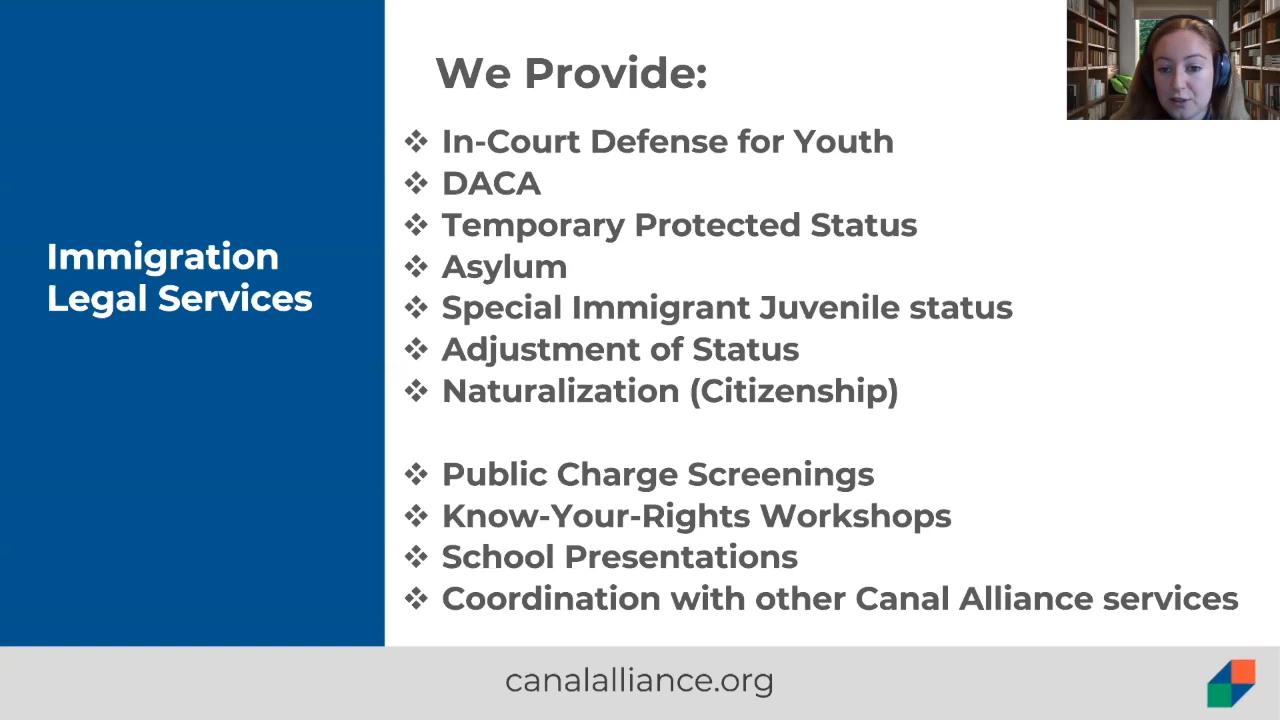 Immigration
Legal Services
We Provide:
❖ In-Court Defense for Youth
❖ DACA
❖ Temporary Protected Status
❖ Asylum
❖ Special Immigrant Juvenile status
❖ Adjustment of Status
❖ Naturalization (Citizenship)
❖ Public Charge Screenings
❖ Know-Your-Rights Workshops
❖ School Presentations
❖ Coordination with other Canal Alliance services
canalalliance.org